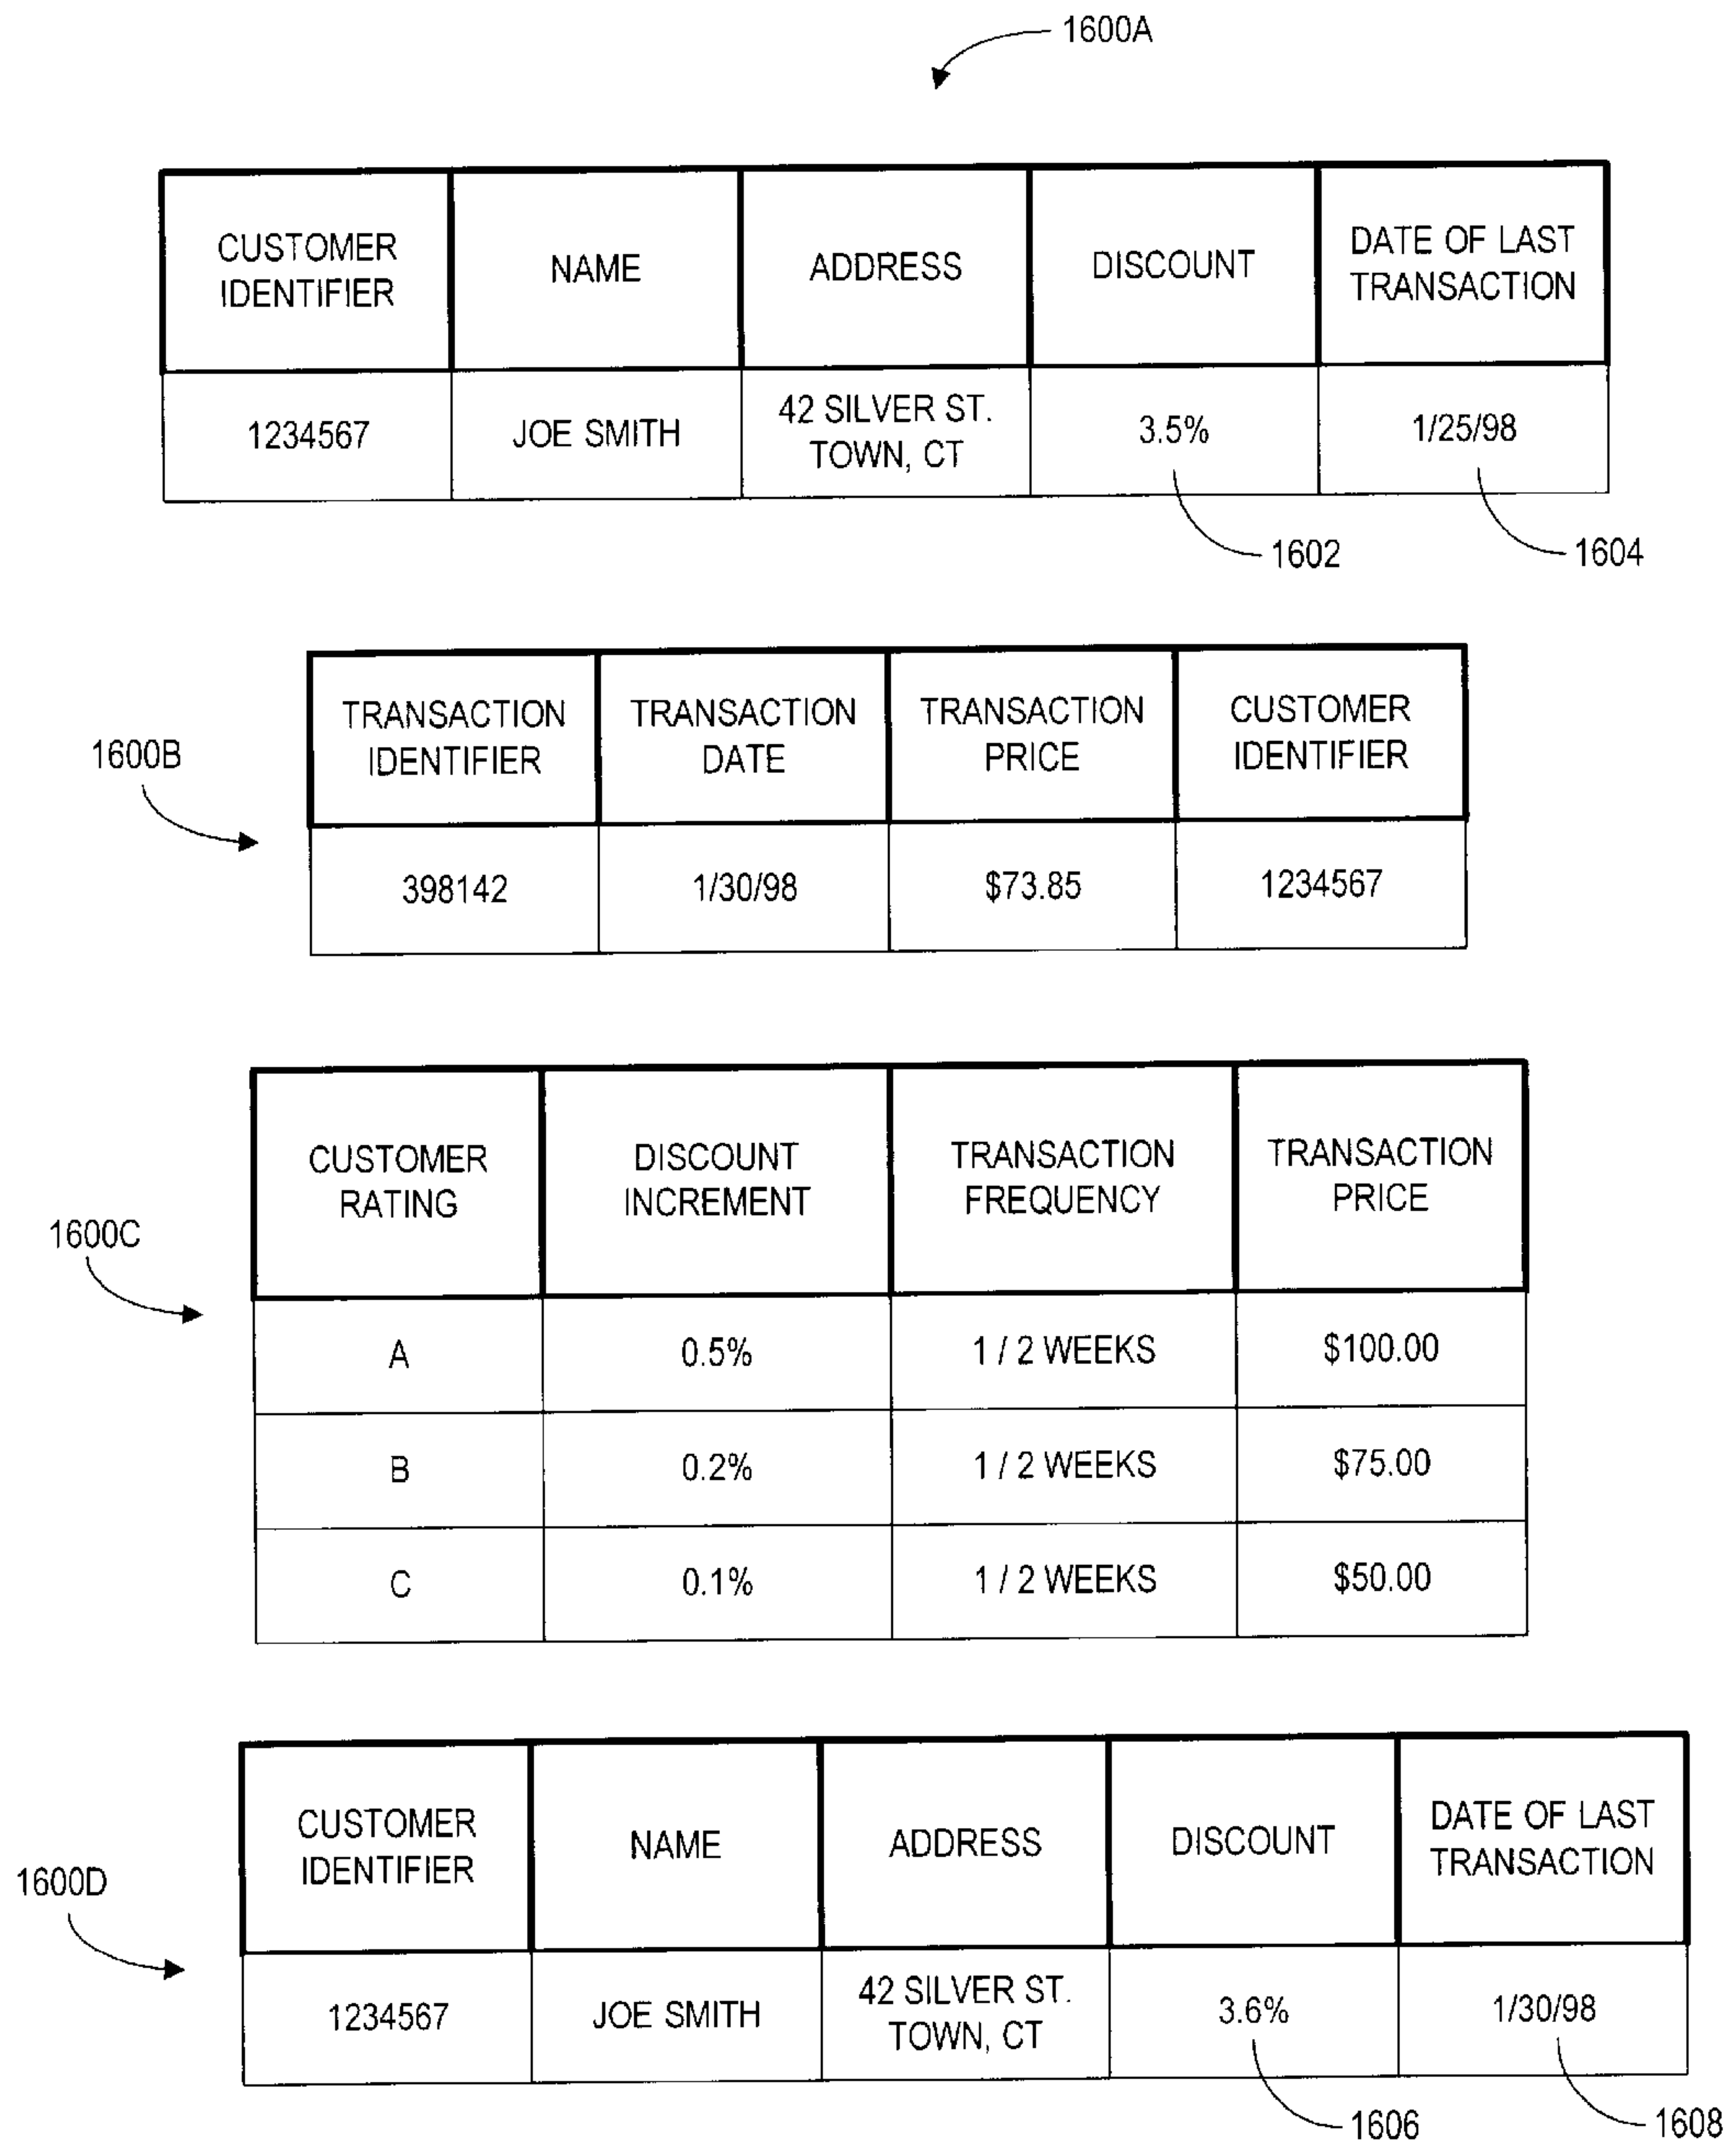 1600A
CUSTOMER IDENTIFIER NAME ADDRESS DISCOUNT DATE OF LAST TRANSACTION
1234567 JOE SMITH 42 SILVER ST. TOWN, CT 3.5% 1/25/98
1602 1604
1600B
TRANSACTION IDENTIFIER TRANSACTION DATE TRANSACTION PRICE CUSTOMER IDENTIFIER
398142 1/30/98 $73.85 1234567
1600C
CUSTOMER RATING DISCOUNT INCREMENT TRANSACTION FREQUENCY TRANSACTION PRICE
A 0.5% 1 / 2 WEEKS $100.00
B 0.2% 1 / 2 WEEKS $75.00
C 0.1% 1 / 2 WEEKS $50.00
1600D
CUSTOMER IDENTIFIER NAME ADDRESS DISCOUNT DATE OF LAST TRANSACTION
1234567 JOE SMITH 42 SILVER ST. TOWN, CT 3.6% 1/30/98
1606 1608